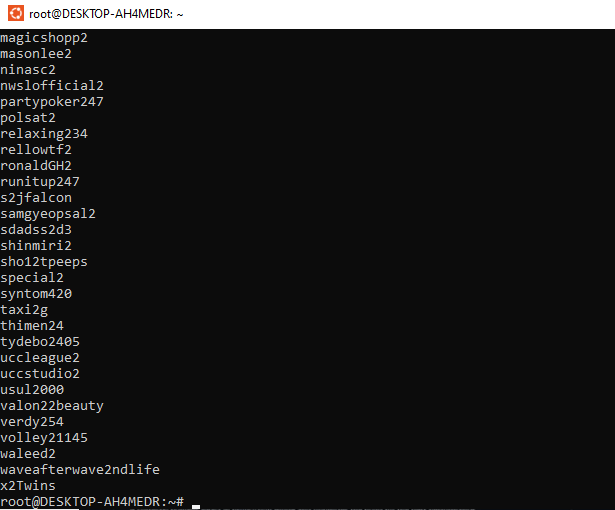 root@DESKTOP-AH4MEDR: ~
magicshopp2
masonlee2
ninasc2
nwslofficial2
partypoker247
polsat2
relaxing234
rellowtf2
ronaldGH2
runitup247
s2jfalcon
samgyeopsal2
sdadss2d3
shinmiri2
sho12tpeeps
special2
syntom420
taxi2g
thimen24
tydebo2405
uccleague2
uccstudio2
usul2000
valon22beauty
verdy254
volley21145
waleed2
waveafterwave2ndlife
x2Twins
root@DESKTOP-AH4MEDR:~#